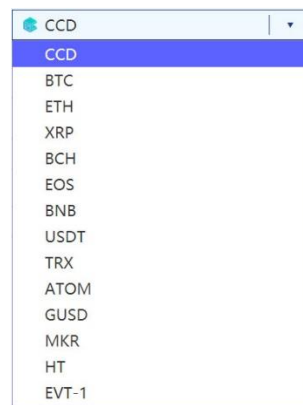 CCD
CCD
BTC
ETH
XRP
BCH
EOS
BNB
USDT
TRX
ATOM
GUSD
MKR
HT
EVT-1